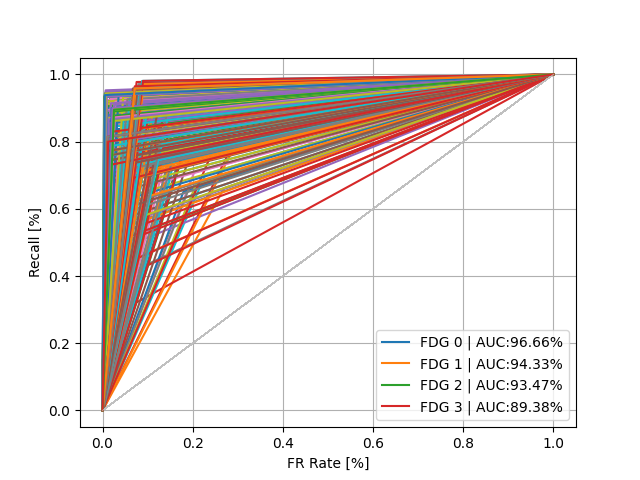 1.0
0.8
0.6
0.4
0.2
0.0
Recall [%]
0.0 0.2 0.4 0.6 0.8 1.0
FR Rate [%]
FDG 0 | AUC:96.66%
FDG 1 | AUC:94.33%
FDG 2 | AUC:93.47%
FDG 3 | AUC:89.38%